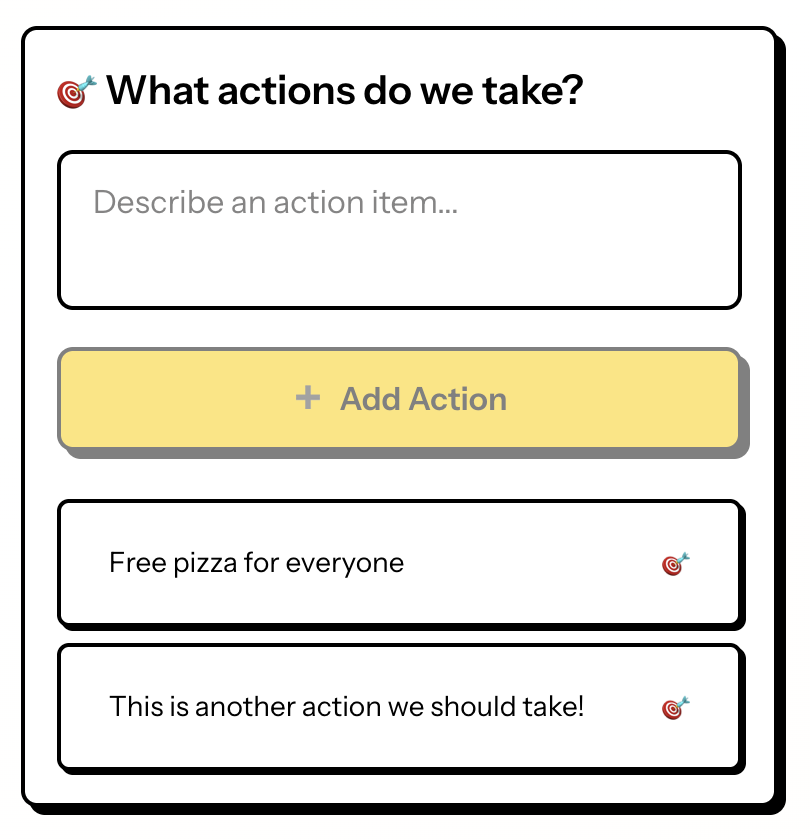 🎯 What actions do we take?
Describe an action item...
+ Add Action
Free pizza for everyone 🎯
This is another action we should take! 🎯